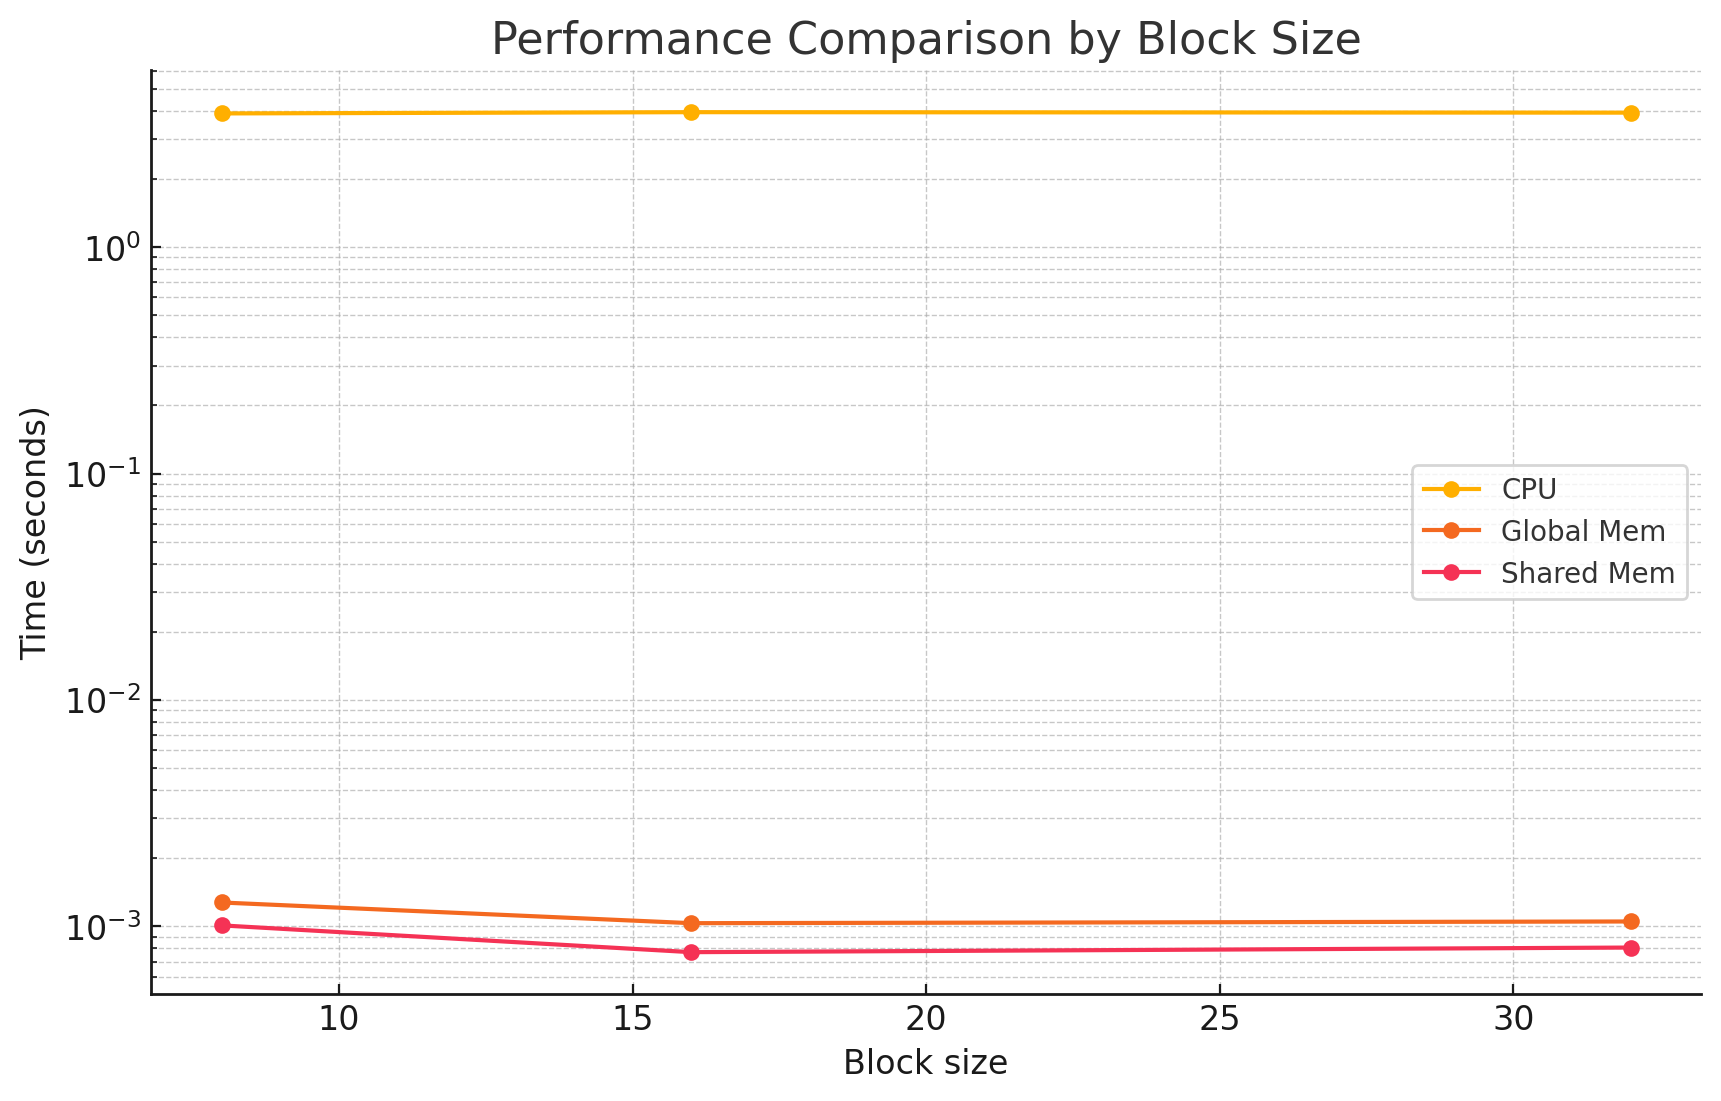 Performance Comparison by Block Size
Time (seconds)
10⁰
10⁻¹
10⁻²
10⁻³
CPU
Global Mem
Shared Mem
10 15 20 25 30
Block size